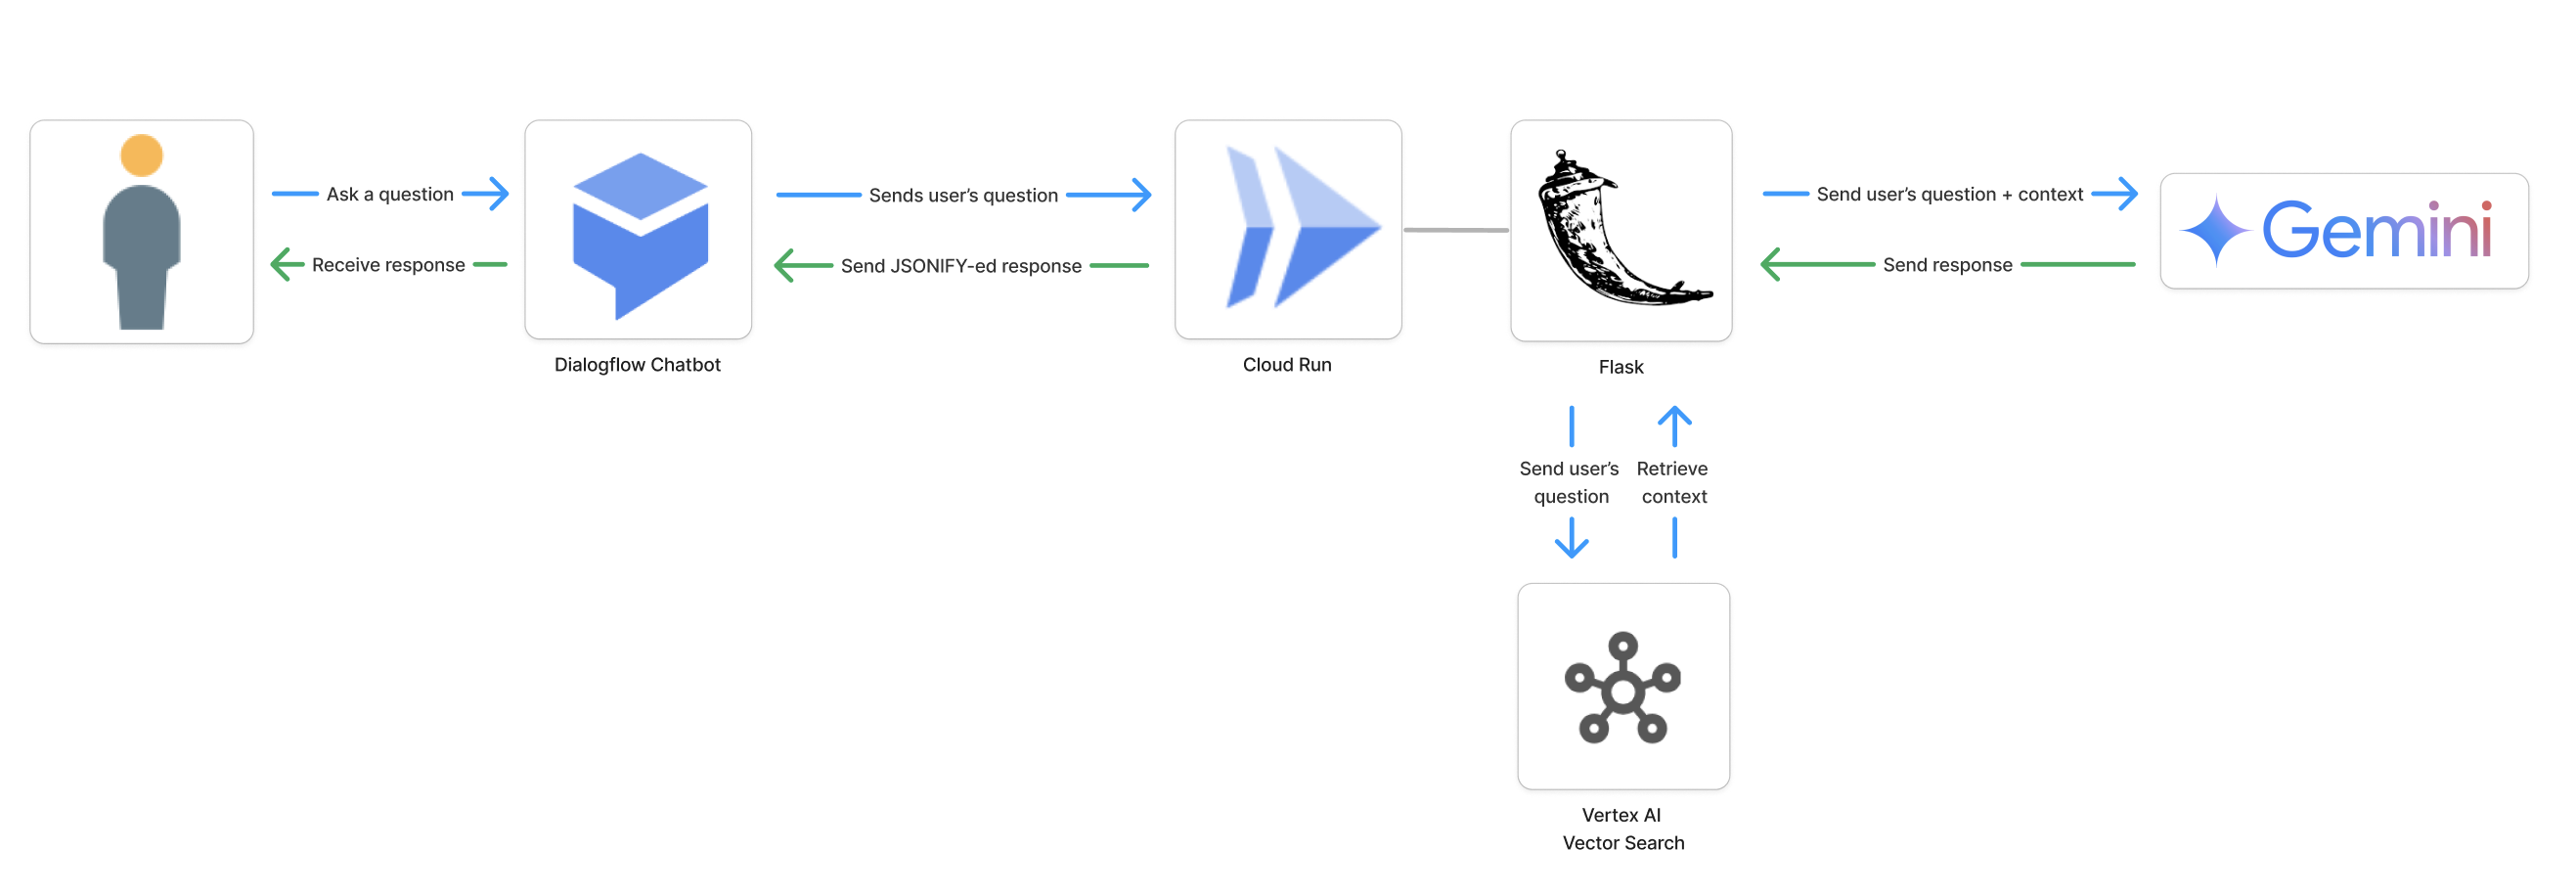 Ask a question
Receive response
Dialogflow Chatbot
Sends user’s question
Send JSONIFY-ed response
Cloud Run
Flask
Send user’s question + context
Send response
Gemini
Send user’s
question
Retrieve
context
Vertex AI
Vector Search